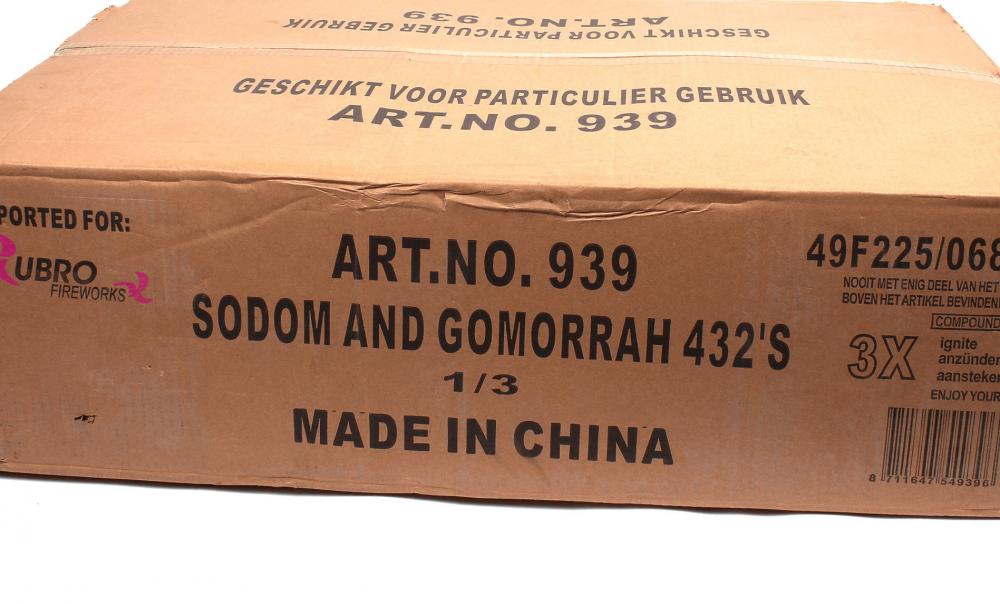 GESCHIKT VOOR PARTICULIER GEBRUIK
ART.NO. 939
GESCHIKT VOOR PARTICULIER GEBRUIK
ART.NO. 939
PORTED FOR:
RUBRO
FIREWORKS
ART.NO. 939
SODOM AND GOMORRAH 432'S
1/3
MADE IN CHINA
49F225/068
NOOIT MET ENIG DEEL VAN HET
BOVEN HET ARTIKEL BEVINDEN
COMPOUND
3X
ignite
anzünden
aansteken
ENJOY YOUR
8 711647 549396